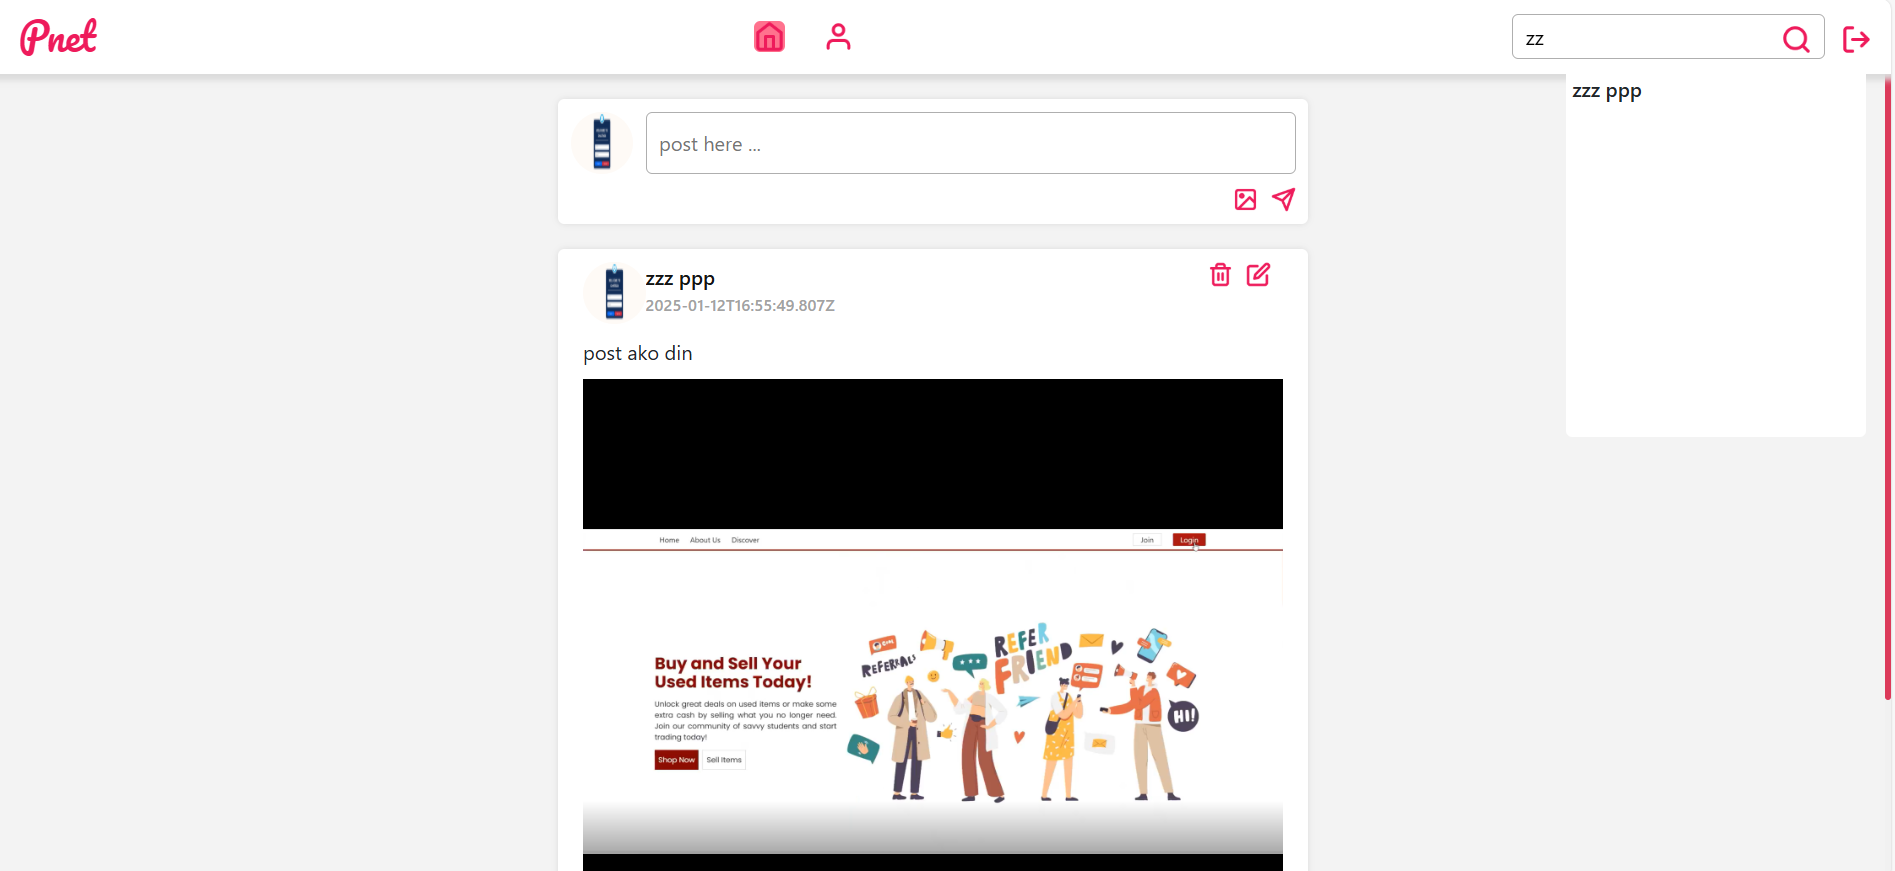 Pnet
zz
zzz ppp
post here ...
zzz ppp
2025-01-12T16:55:49.807Z
post ako din
Home About Us Discover Join Login
REFERRALS
REFER
FRIEND
HI!
Buy and Sell Your
Used Items Today!
Unlock great deals on used items or make some
extra cash by selling what you no longer need.
Join our community of savvy students and start
trading today!
Shop Now Sell Items